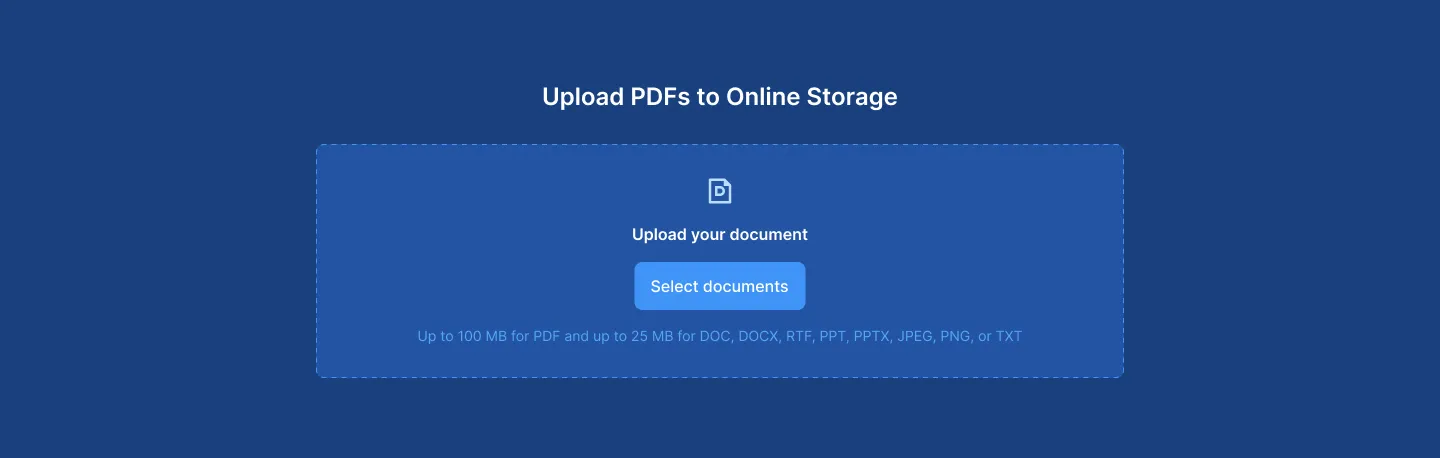 Upload PDFs to Online Storage
D
Upload your document
Select documents
Up to 100 MB for PDF and up to 25 MB for DOC, DOCX, RTF, PPT, PPTX, JPEG, PNG, or TXT